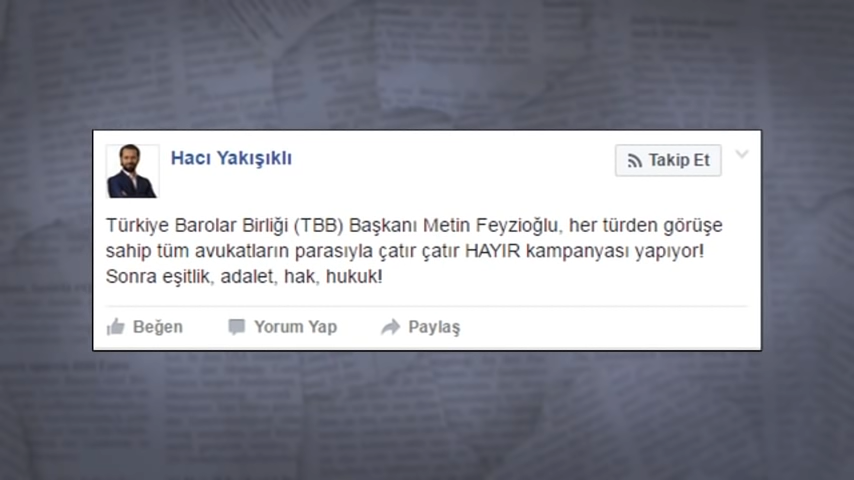 Hacı Yakışıklı
Takip Et
Türkiye Barolar Birliği (TBB) Başkanı Metin Feyzioğlu, her türden görüşe
sahip tüm avukatların parasıyla çatır çatır HAYIR kampanyası yapıyor!
Sonra eşitlik, adalet, hak, hukuk!
Beğen Yorum Yap Paylaş